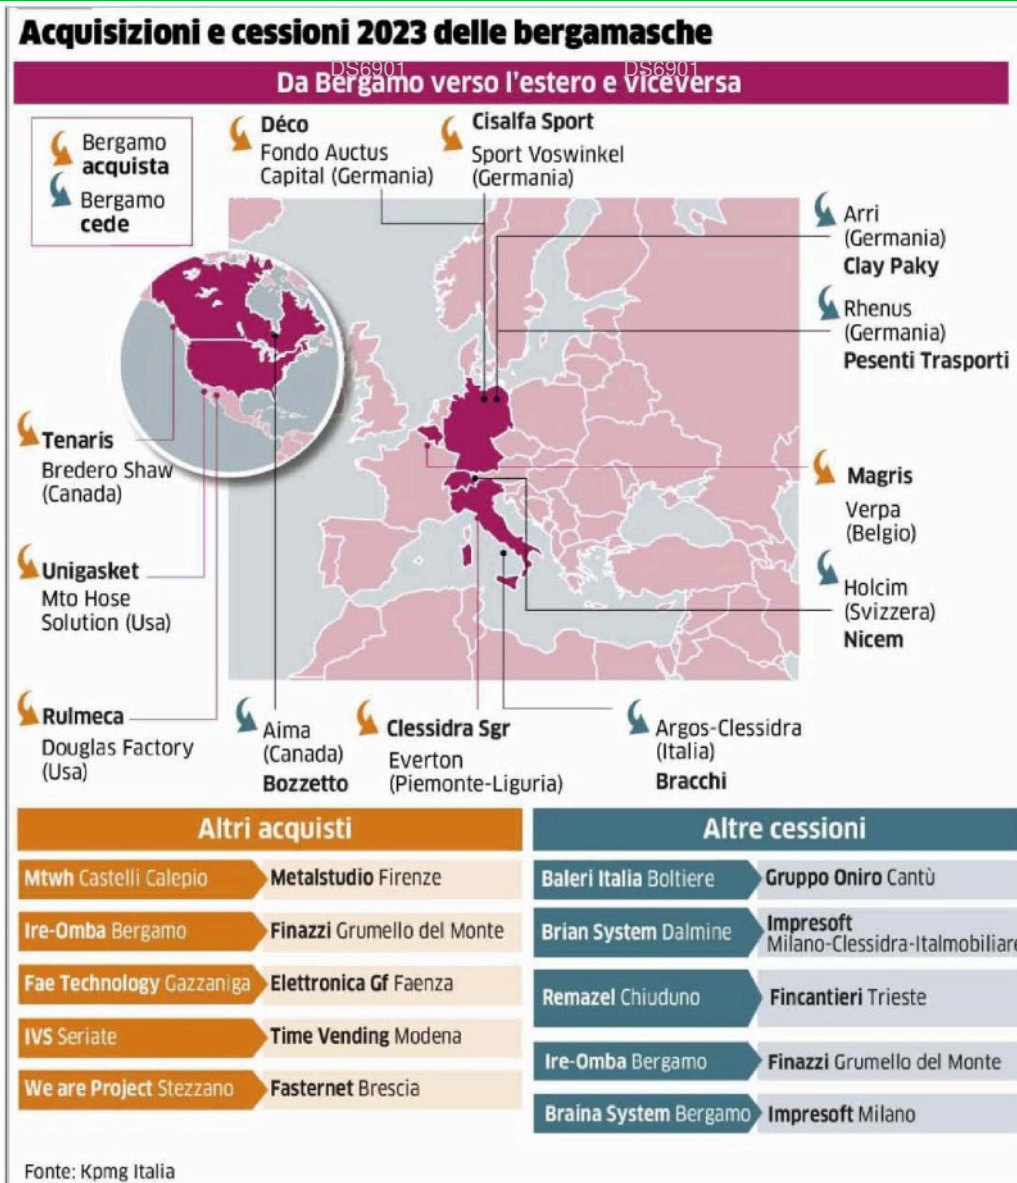 Acquisizioni e cessioni 2023 delle bergamasche
DS6901 DS6901
Da Bergamo verso l'estero e viceversa
Bergamo
acquista
Bergamo
cede
Déco
Fondo Auctus
Capital (Germania)
Cisalfa Sport
Sport Voswinkel
(Germania)
Arri
(Germania)
Clay Paky
Rhenus
(Germania)
Pesenti Trasporti
Tenaris
Bredero Shaw
(Canada)
Magris
Verpa
(Belgio)
Unigasket
Mto Hose
Solution (Usa)
Holcim
(Svizzera)
Nicem
Rulmeca
Douglas Factory
(Usa)
Aima
(Canada)
Bozzetto
Clessidra Sgr
Everton
(Piemonte-Liguria)
Argos-Clessidra
(Italia)
Bracchi
Altri acquisti
Mtwh Castelli Calepio Metalstudio Firenze
Ire-Omba Bergamo Finazzi Grumello del Monte
Fae Technology Gazzaniga Elettronica Gf Faenza
IVS Seriate Time Vending Modena
We are Project Stezzano Fasternet Brescia
Altre cessioni
Baleri Italia Boltiere Gruppo Oniro Cantù
Brian System Dalmine Impresoft
Milano-Clessidra-Italmobiliare
Remazel Chiuduno Fincantieri Trieste
Ire-Omba Bergamo Finazzi Grumello del Monte
Braina System Bergamo Impresoft Milano
Fonte: Kpmg Italia